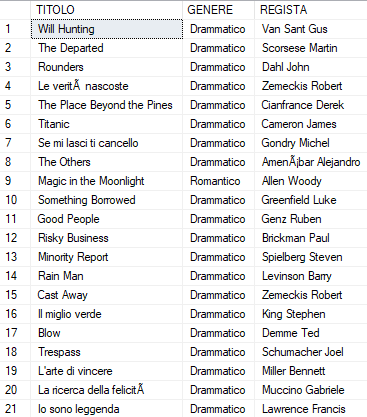 TITOLO GENERE REGISTA
1 Will Hunting Drammatico Van Sant Gus
2 The Departed Drammatico Scorsese Martin
3 Rounders Drammatico Dahl John
4 Le veritÃ  nascoste Drammatico Zemeckis Robert
5 The Place Beyond the Pines Drammatico Cianfrance Derek
6 Titanic Drammatico Cameron James
7 Se mi lasci ti cancello Drammatico Gondry Michel
8 The Others Drammatico AmenÃ¡bar Alejandro
9 Magic in the Moonlight Romantico Allen Woody
10 Something Borrowed Drammatico Greenfield Luke
11 Good People Drammatico Genz Ruben
12 Risky Business Drammatico Brickman Paul
13 Minority Report Drammatico Spielberg Steven
14 Rain Man Drammatico Levinson Barry
15 Cast Away Drammatico Zemeckis Robert
16 Il miglio verde Drammatico King Stephen
17 Blow Drammatico Demme Ted
18 Trespass Drammatico Schumacher Joel
19 L'arte di vincere Drammatico Miller Bennett
20 La ricerca della felicitÃ Drammatico Muccino Gabriele
21 Io sono leggenda Drammatico Lawrence Francis